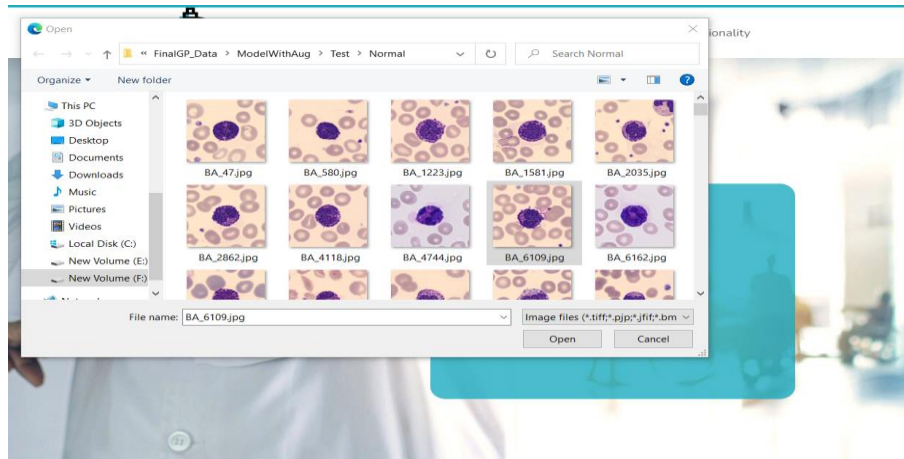 Open
ionality
« FinalGP_Data > ModelWithAug > Test > Normal
Search Normal
Organize
New folder
This PC
3D Objects
Desktop
Documents
Downloads
Music
Pictures
Videos
Local Disk (C:)
New Volume (E:)
New Volume (F:)
BA_47.jpg BA_580.jpg BA_1223.jpg BA_1581.jpg BA_2035.jpg
BA_2862.jpg BA_4118.jpg BA_4744.jpg BA_6109.jpg BA_6162.jpg
File name: BA_6109.jpg
Image files (*.tiff;*.pjp;*.jfif;*.bm
Open
Cancel